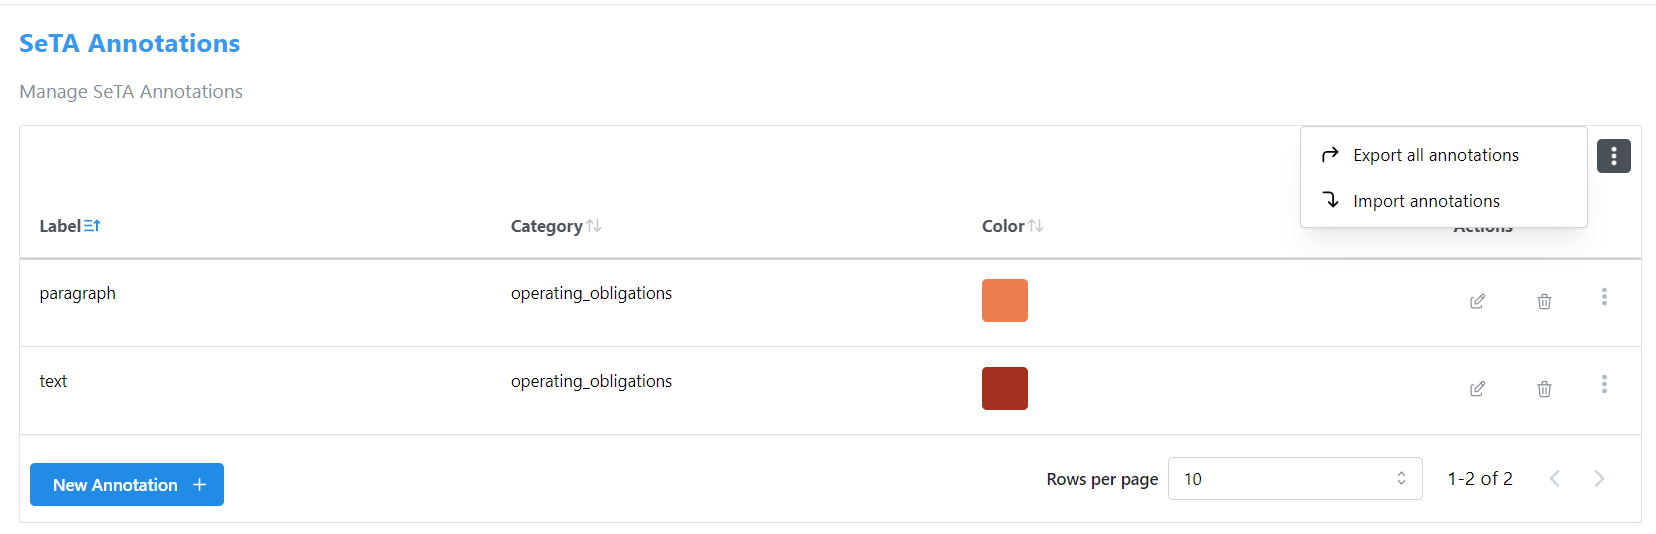 SeTA Annotations
Manage SeTA Annotations
Export all annotations
Import annotations
Label Category Color Actions
paragraph operating_obligations
text operating_obligations
New Annotation + Rows per page 10 1-2 of 2